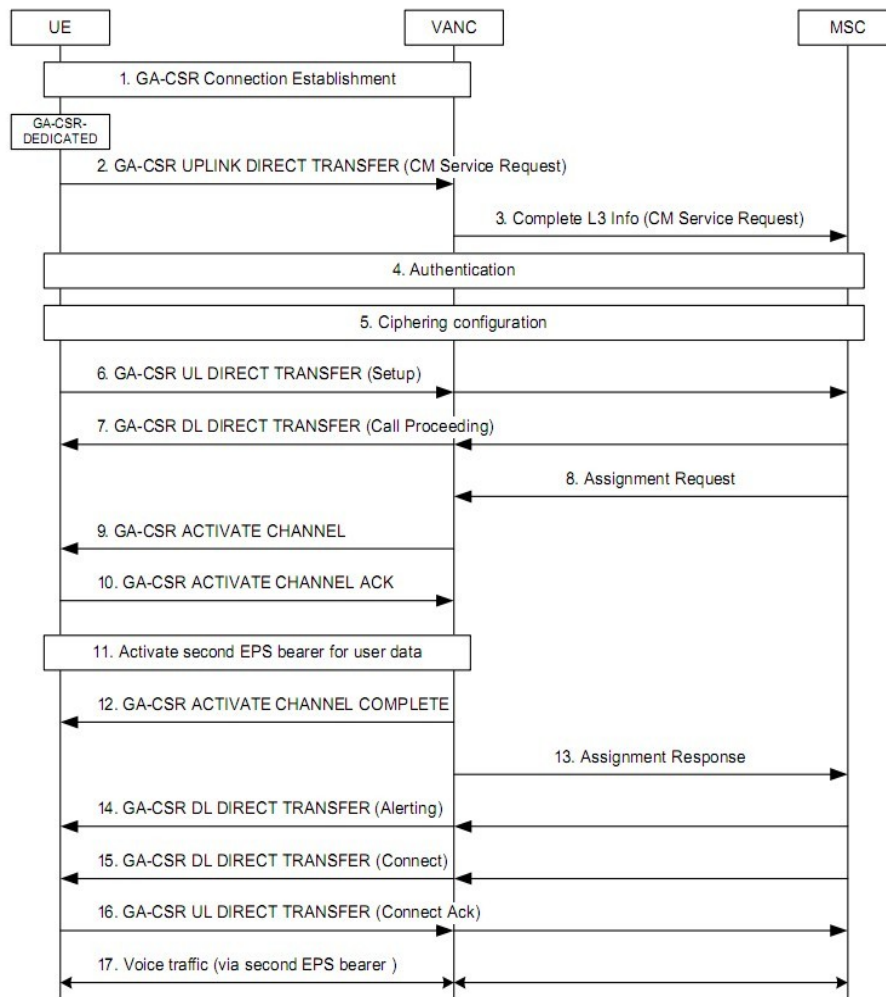 UE
VANC
MSC
1. GA-CSR Connection Establishment
GA-CSR-
DEDICATED
2. GA-CSR UPLINK DIRECT TRANSFER (CM Service Request)
3. Complete L3 Info (CM Service Request)
4. Authentication
5. Ciphering configuration
6. GA-CSR UL DIRECT TRANSFER (Setup)
7. GA-CSR DL DIRECT TRANSFER (Call Proceeding)
8. Assignment Request
9. GA-CSR ACTIVATE CHANNEL
10. GA-CSR ACTIVATE CHANNEL ACK
11. Activate second EPS bearer for user data
12. GA-CSR ACTIVATE CHANNEL COMPLETE
13. Assignment Response
14. GA-CSR DL DIRECT TRANSFER (Alerting)
15. GA-CSR DL DIRECT TRANSFER (Connect)
16. GA-CSR UL DIRECT TRANSFER (Connect Ack)
17. Voice traffic (via second EPS bearer )